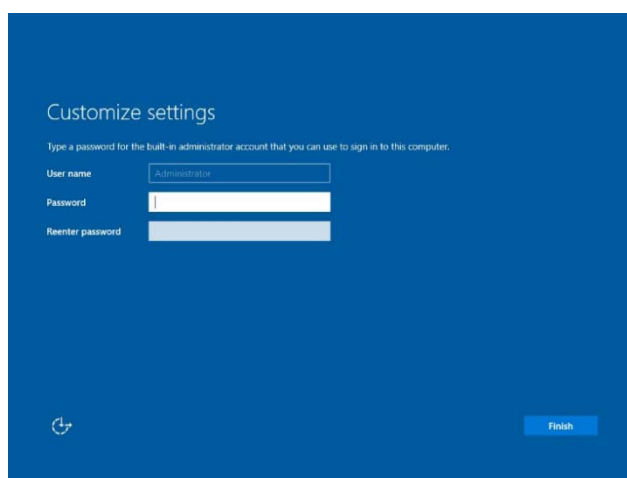 Customize settings
Type a password for the built-in administrator account that you can use to sign in to this computer.
User name Administrator
Password
Reenter password
Finish